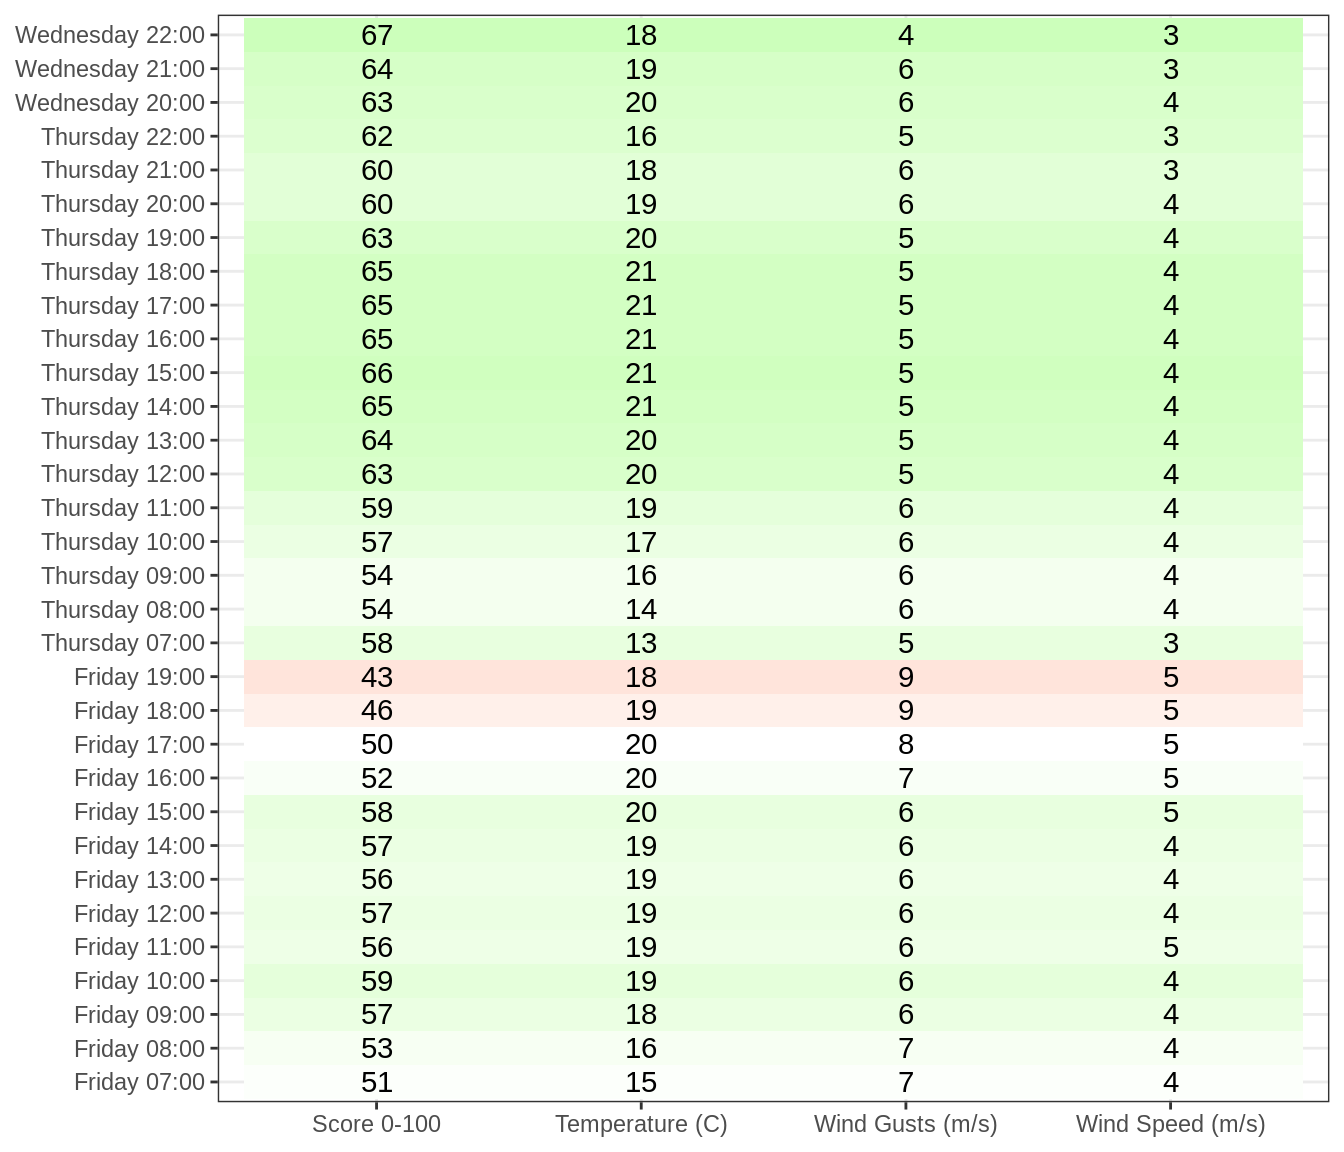 Wednesday 22:00 67 18 4 3
Wednesday 21:00 64 19 6 3
Wednesday 20:00 63 20 6 4
Thursday 22:00 62 16 5 3
Thursday 21:00 60 18 6 3
Thursday 20:00 60 19 6 4
Thursday 19:00 63 20 5 4
Thursday 18:00 65 21 5 4
Thursday 17:00 65 21 5 4
Thursday 16:00 65 21 5 4
Thursday 15:00 66 21 5 4
Thursday 14:00 65 21 5 4
Thursday 13:00 64 20 5 4
Thursday 12:00 63 20 5 4
Thursday 11:00 59 19 6 4
Thursday 10:00 57 17 6 4
Thursday 09:00 54 16 6 4
Thursday 08:00 54 14 6 4
Thursday 07:00 58 13 5 3
Friday 19:00 43 18 9 5
Friday 18:00 46 19 9 5
Friday 17:00 50 20 8 5
Friday 16:00 52 20 7 5
Friday 15:00 58 20 6 5
Friday 14:00 57 19 6 4
Friday 13:00 56 19 6 4
Friday 12:00 57 19 6 4
Friday 11:00 56 19 6 5
Friday 10:00 59 19 6 4
Friday 09:00 57 18 6 4
Friday 08:00 53 16 7 4
Friday 07:00 51 15 7 4
Score 0-100 Temperature (C) Wind Gusts (m/s) Wind Speed (m/s)